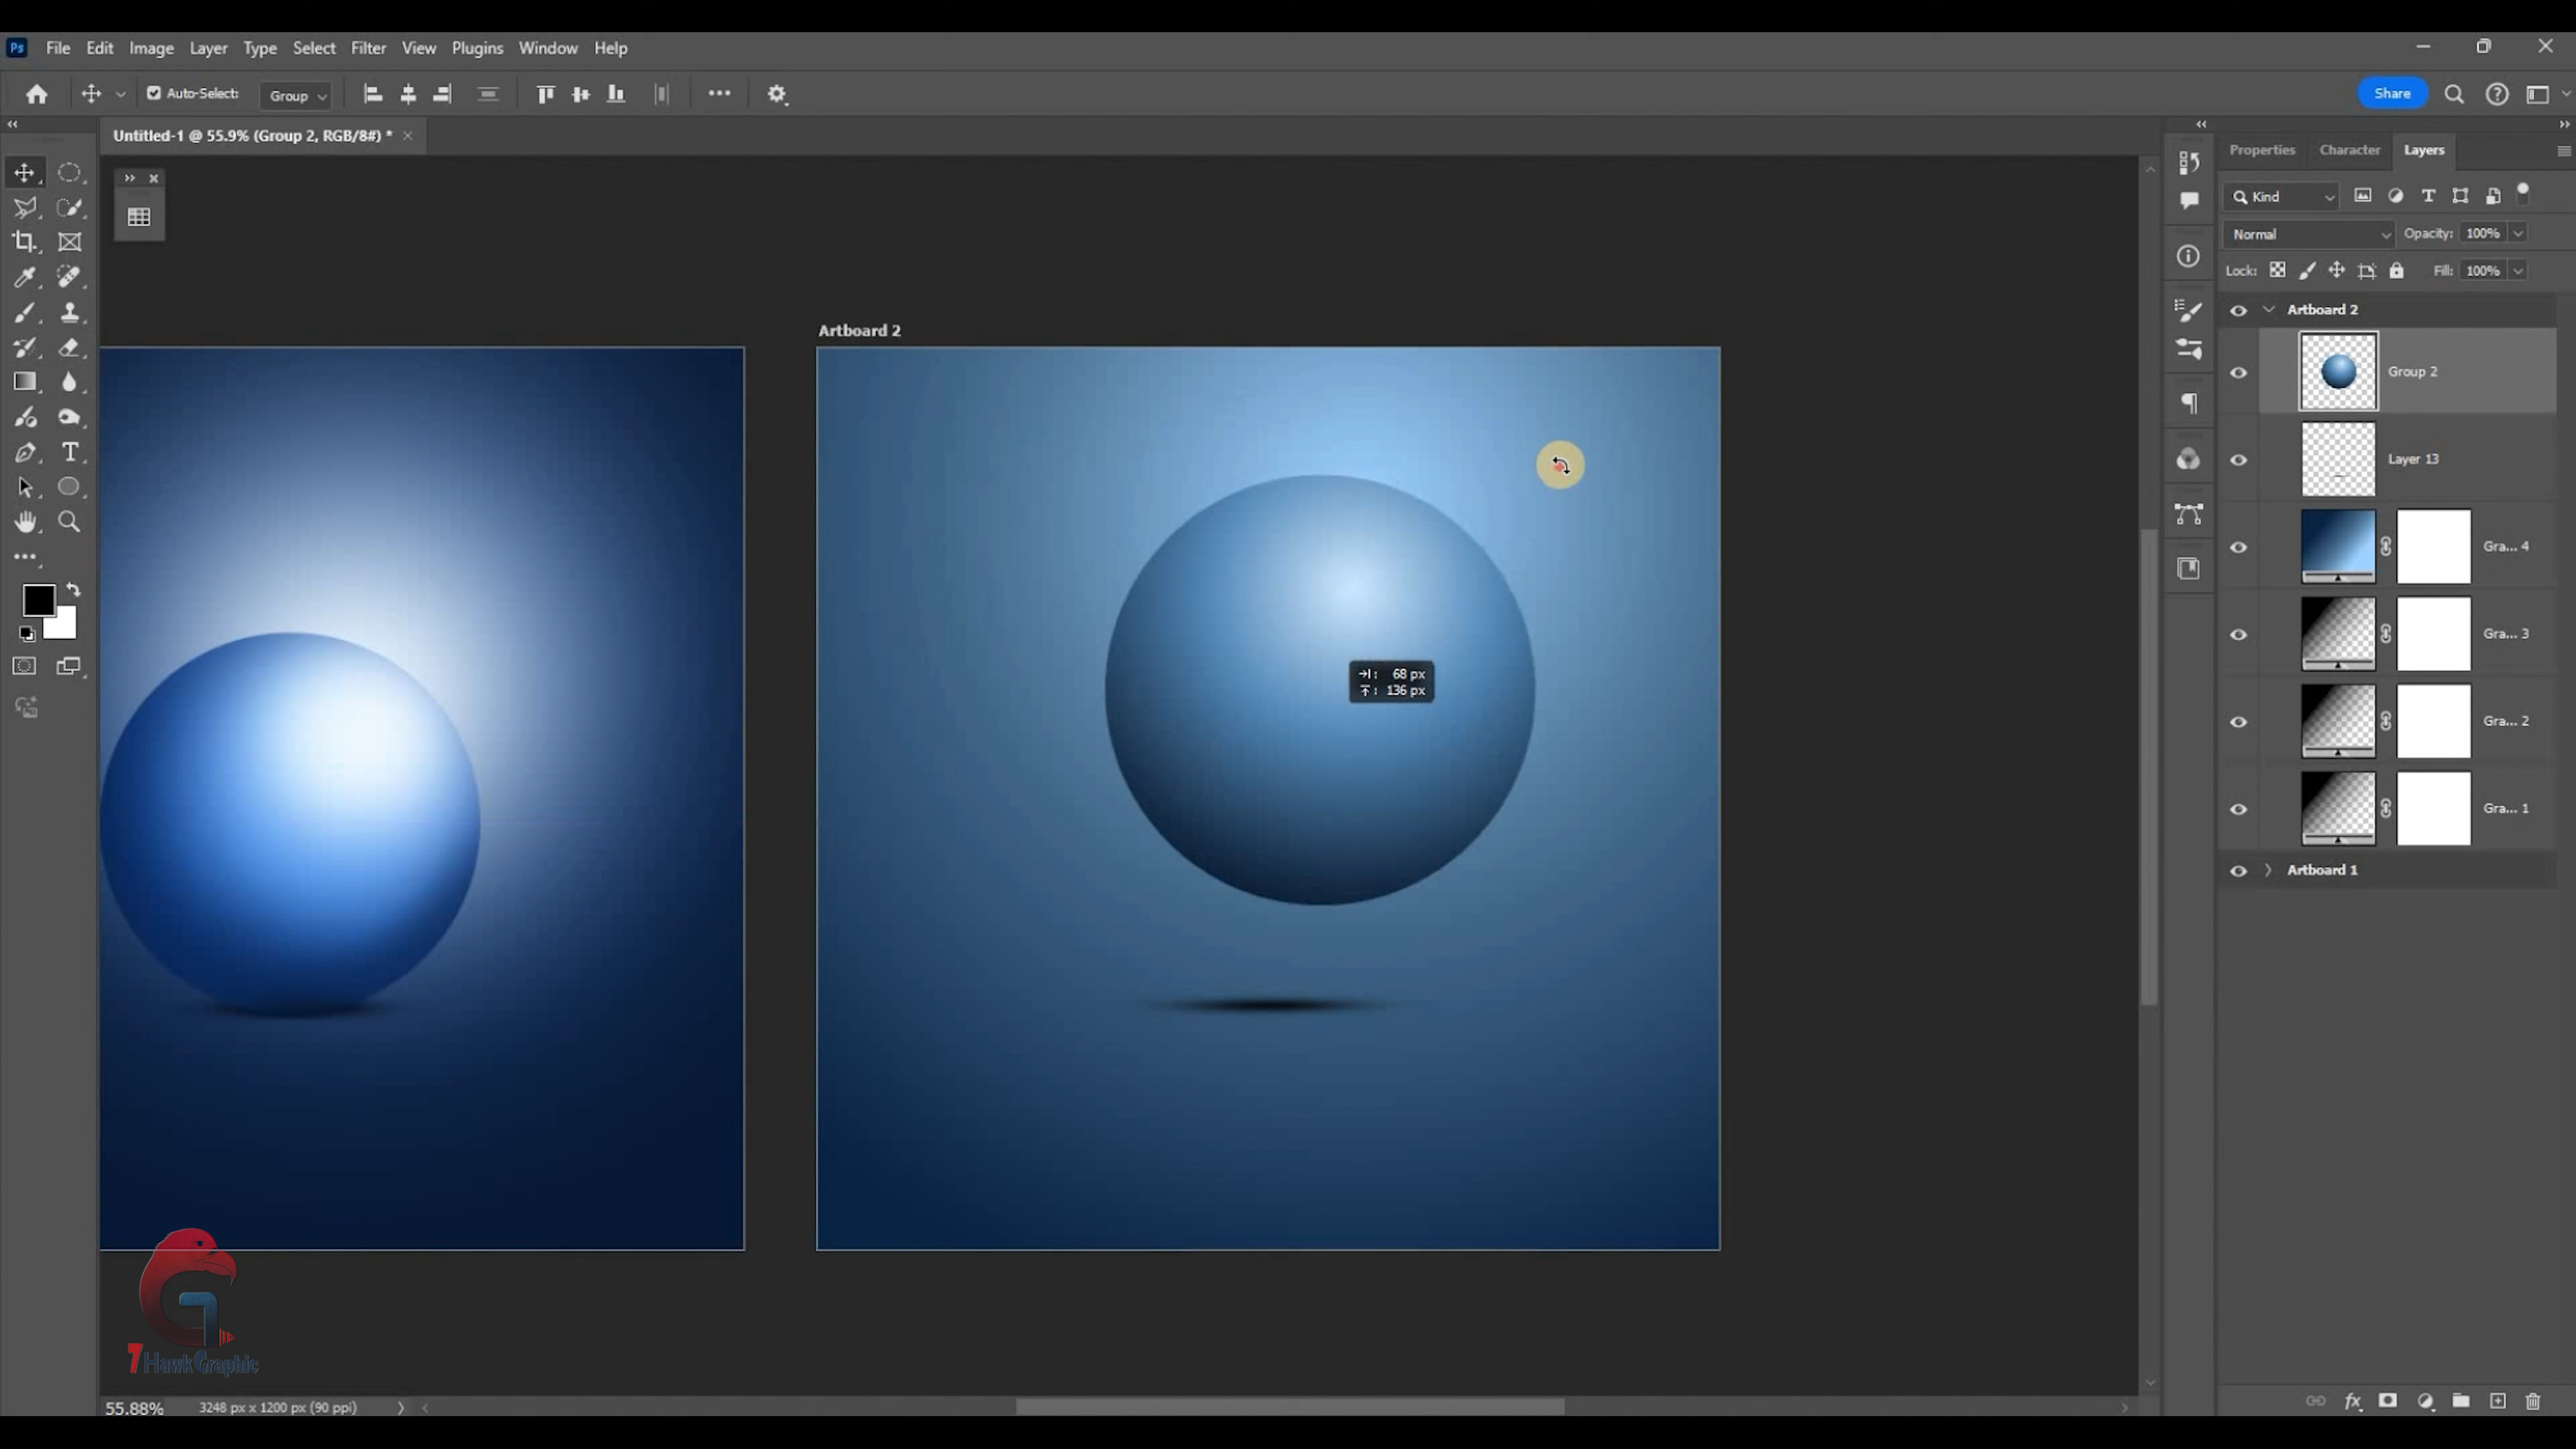 Ps File Edit Image Layer Type Select Filter View Plugins Window Help
Auto-Select: Group Share
Untitled-1 @ 55.9% (Group 2, RGB/8#) *
Properties Character Layers
Kind
Normal Opacity: 100%
Lock: Fill: 100%
Artboard 2
Group 2
Layer 13
Gra... 4
Gra... 3
Gra... 2
Gra... 1
Artboard 1
Artboard 2
68 px
136 px
7 HawkGraphic
55.88% 3248 px x 1200 px (90 ppi)